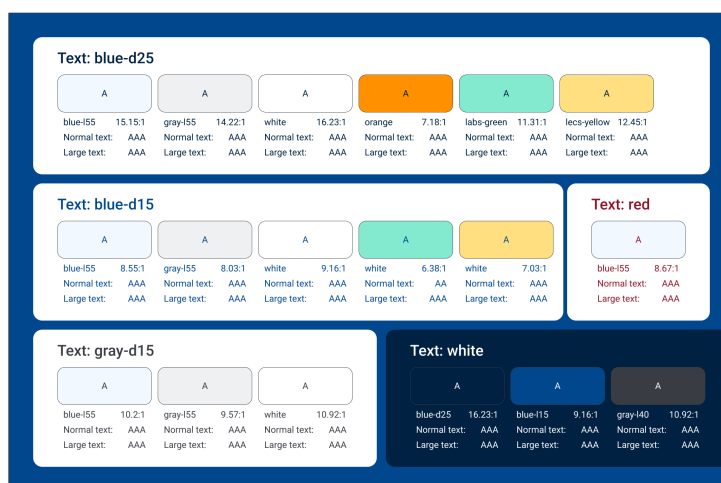 Text: blue-d25
A A A A A A
blue-l55 15.15:1 gray-l55 14.22:1 white 16.23:1 orange 7.18:1 labs-green 11.31:1 lecs-yellow 12.45:1
Normal text: AAA Normal text: AAA Normal text: AAA Normal text: AAA Normal text: AAA Normal text: AAA
Large text: AAA Large text: AAA Large text: AAA Large text: AAA Large text: AAA Large text: AAA
Text: blue-d15
A A A A A
blue-l55 8.55:1 gray-l55 8.03:1 white 9.16:1 white 6.38:1 white 7.03:1
Normal text: AAA Normal text: AAA Normal text: AAA Normal text: AA Normal text: AAA
Large text: AAA Large text: AAA Large text: AAA Large text: AAA Large text: AAA
Text: red
A
blue-l55 8.67:1
Normal text: AAA
Large text: AAA
Text: gray-d15
A A A
blue-l55 10.2:1 gray-l55 9.57:1 white 10.92:1
Normal text: AAA Normal text: AAA Normal text: AAA
Large text: AAA Large text: AAA Large text: AAA
Text: white
A A A
blue-d25 16.23:1 blue-l15 9.16:1 gray-l40 10.92:1
Normal text: AAA Normal text: AAA Normal text: AAA
Large text: AAA Large text: AAA Large text: AAA